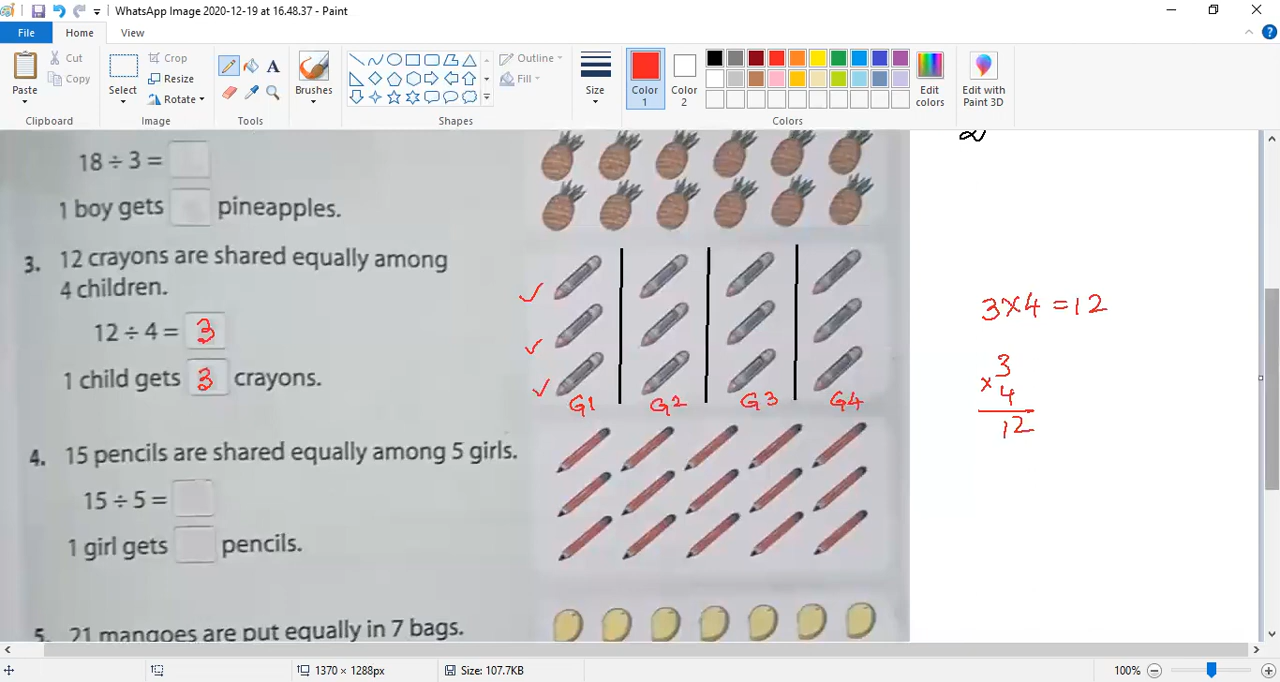 WhatsApp Image 2020-12-19 at 16.48.37 - Paint
File Home View
Paste
Cut
Copy
Clipboard
Select
Crop
Resize
Rotate
Image
A
Tools
Brushes
Shapes
Outline
Fill
Size
Color 1
Color 2
Colors
Edit colors
Edit with Paint 3D
18 ÷ 3 =
1 boy gets pineapples.
3. 12 crayons are shared equally among
4 children.
12 ÷ 4 = 3
1 child gets 3 crayons.
G1 G2 G3 G4
4. 15 pencils are shared equally among 5 girls.
15 ÷ 5 =
1 girl gets pencils.
5. 21 mangoes are put equally in 7 bags.
3×4 =12
3
×4
12
1370 × 1288px
Size: 107.7KB
100%